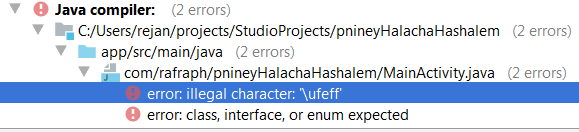 Java compiler: (2 errors)
C:/Users/rejan/projects/StudioProjects/pnineyHalachaHashalem (2 errors)
app/src/main/java (2 errors)
com/rafraph/pnineyHalachaHashalem/MainActivity.java (2 errors)
error: illegal character: '\ufeff'
error: class, interface, or enum expected